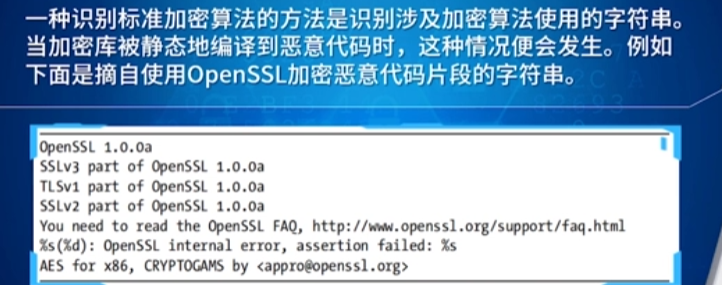 一种识别标准加密算法的方法是识别涉及加密算法使用的字符串。
当加密库被静态地编译到恶意代码时，这种情况便会发生。例如
下面是摘自使用OpenSSL加密恶意代码片段的字符串。
OpenSSL 1.0.0a
SSLv3 part of OpenSSL 1.0.0a
TLSv1 part of OpenSSL 1.0.0a
SSLv2 part of OpenSSL 1.0.0a
You need to read the OpenSSL FAQ, http://www.openssl.org/support/faq.html
%s(%d): OpenSSL internal error, assertion failed: %s
AES for x86, CRYPTOGAMS by <appro@openssl.org>